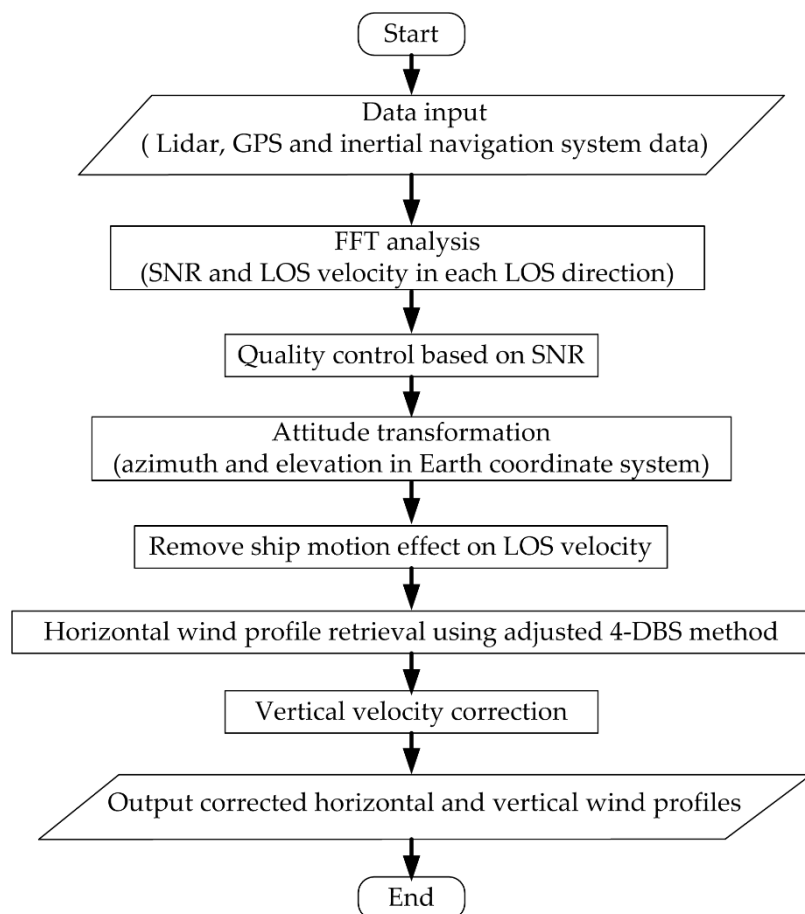 Start
Data input
( Lidar, GPS and inertial navigation system data)
FFT analysis
(SNR and LOS velocity in each LOS direction)
Quality control based on SNR
Attitude transformation
(azimuth and elevation in Earth coordinate system)
Remove ship motion effect on LOS velocity
Horizontal wind profile retrieval using adjusted 4-DBS method
Vertical velocity correction
Output corrected horizontal and vertical wind profiles
End